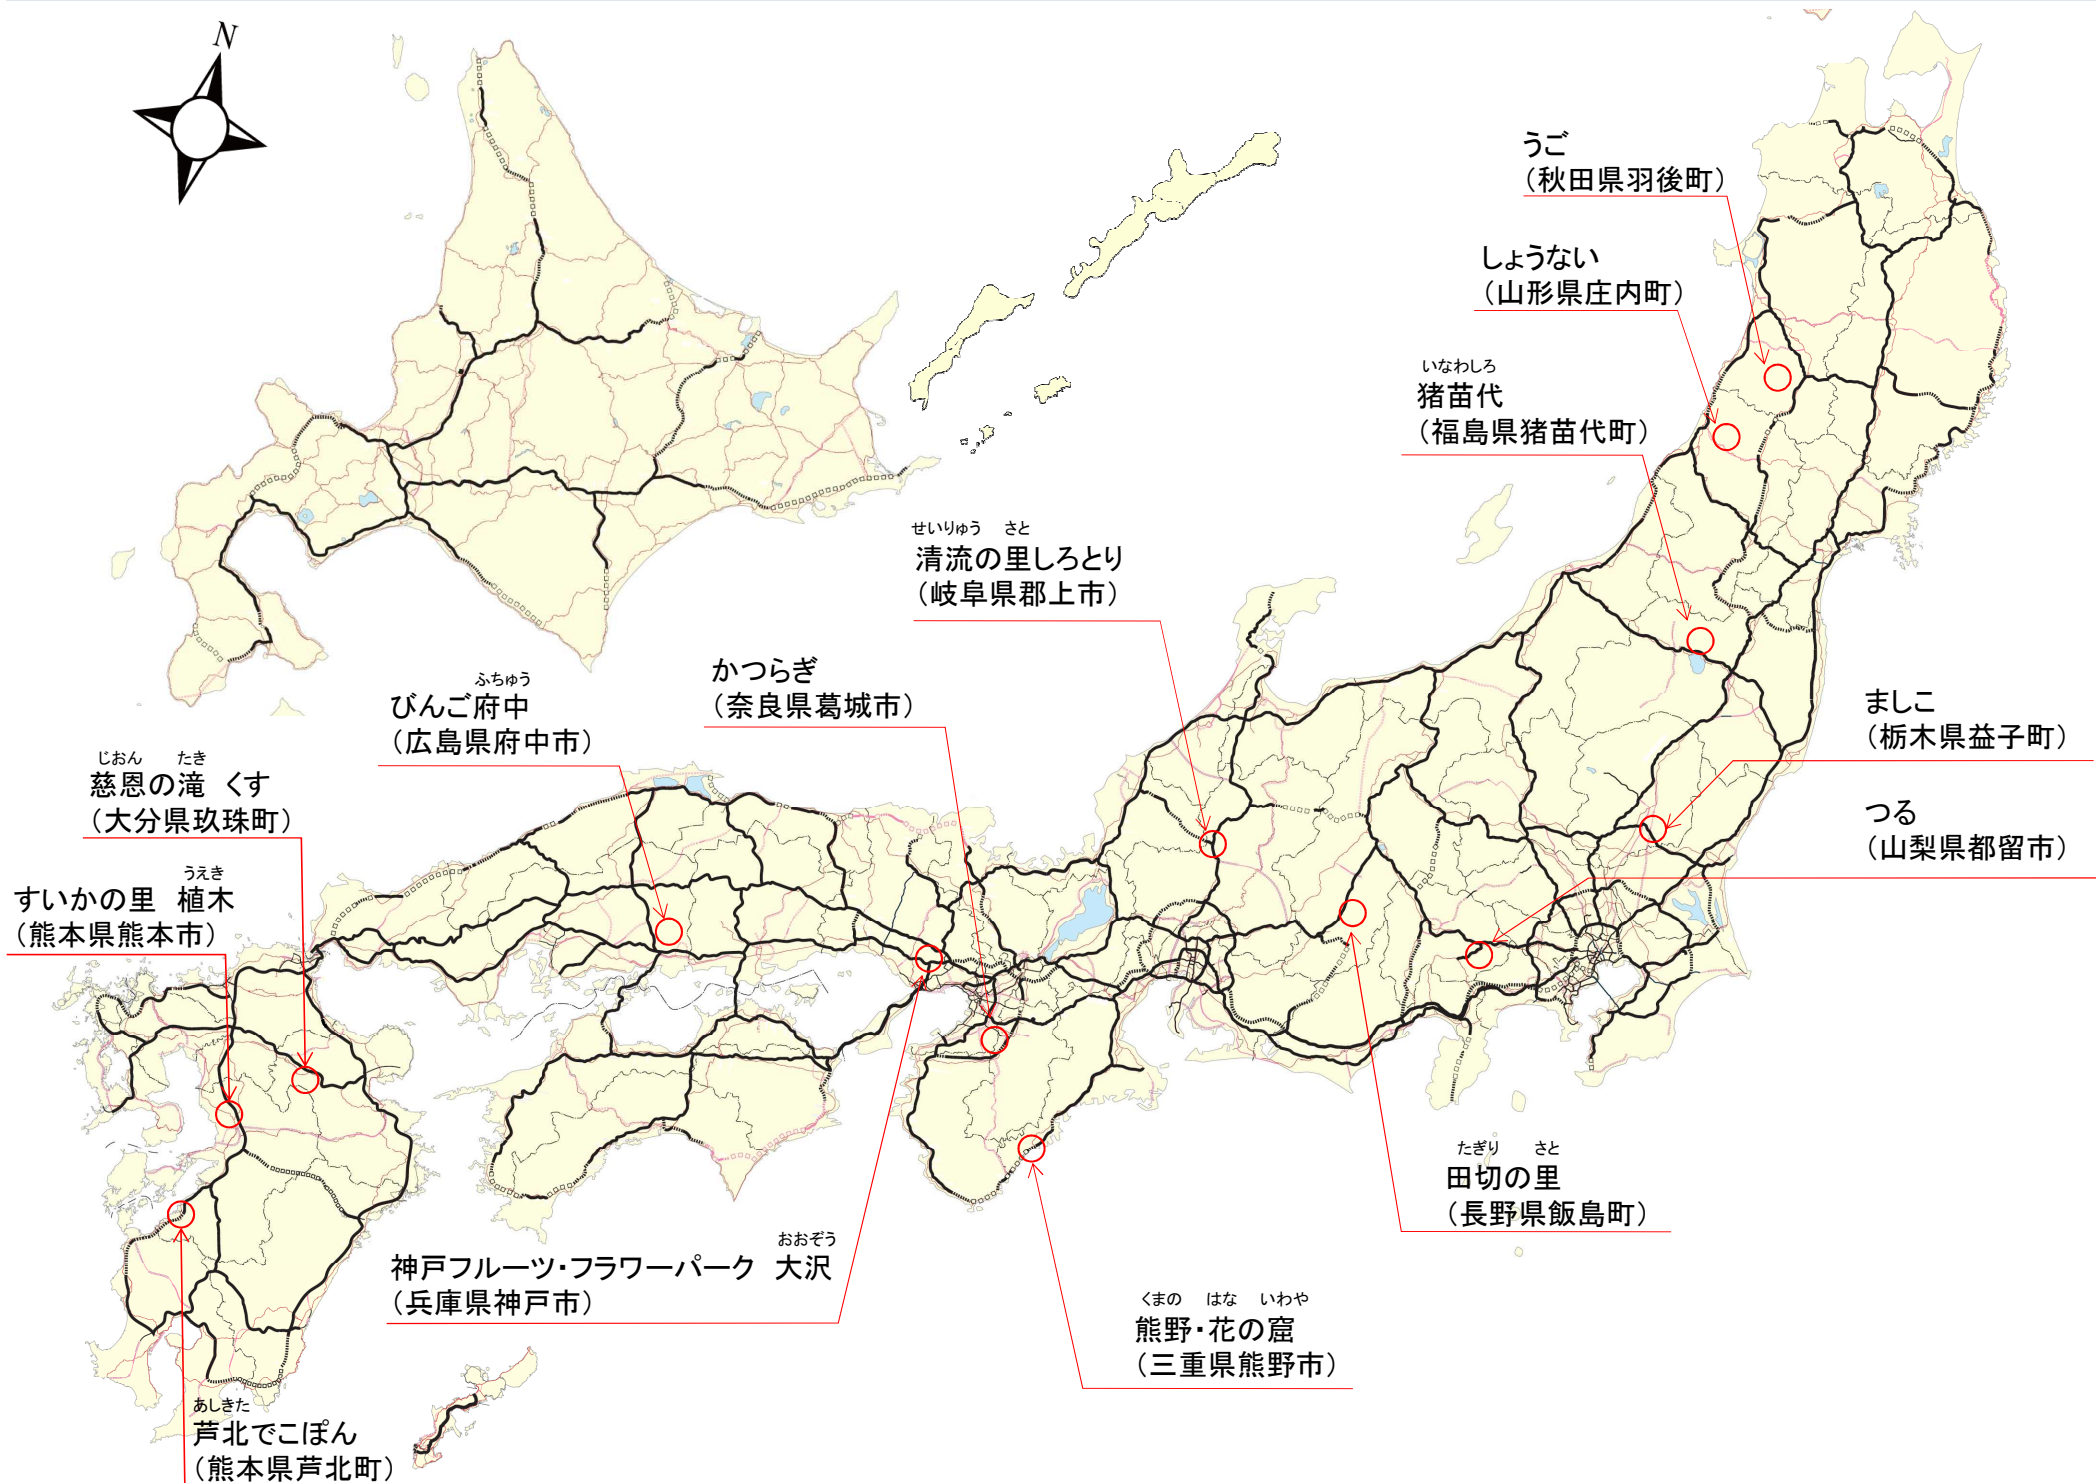 N
うご
（秋田県羽後町）
しょうない
（山形県庄内町）
いなわしろ
猪苗代
（福島県猪苗代町）
せいりゅう さと
清流の里しろとり
（岐阜県郡上市）
かつらぎ
（奈良県葛城市）
ふちゅう
びんご府中
（広島県府中市）
ましこ
（栃木県益子町）
じおん たき
慈恩の滝 くす
（大分県玖珠町）
つる
（山梨県都留市）
うえき
すいかの里 植木
（熊本県熊本市）
たぎり さと
田切の里
（長野県飯島町）
おおぞう
神戸フルーツ・フラワーパーク 大沢
（兵庫県神戸市）
くまの はな いわや
熊野・花の窟
（三重県熊野市）
あしきた
芦北でこぽん
（熊本県芦北町）